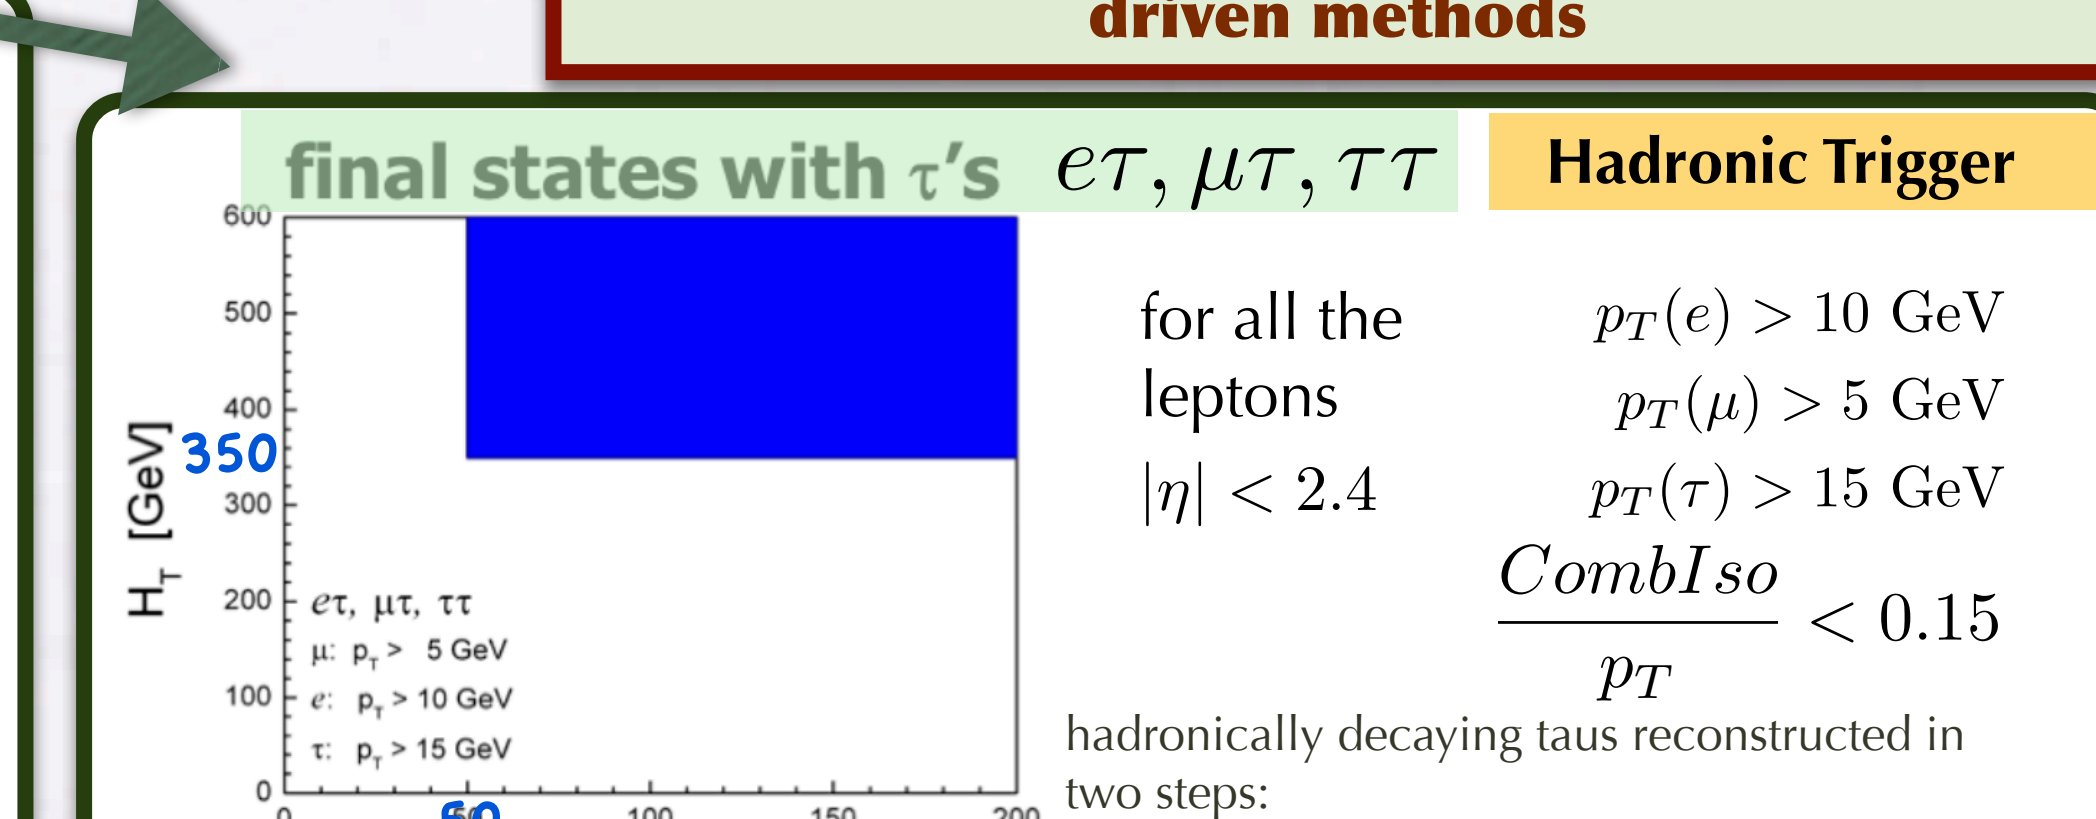 driven methods
final states with τ's eτ, μτ, ττ
Hadronic Trigger
600
500
400
350
300
200
100
0
H_T [GeV]
eτ, μτ, ττ
μ: p_T > 5 GeV
e: p_T > 10 GeV
τ: p_T > 15 GeV
0 50 100 150 200
50
for all the
leptons
|η| < 2.4
p_T(e) > 10 GeV
p_T(μ) > 5 GeV
p_T(τ) > 15 GeV
CombIso
p_T
< 0.15
hadronically decaying taus reconstructed in
two steps: